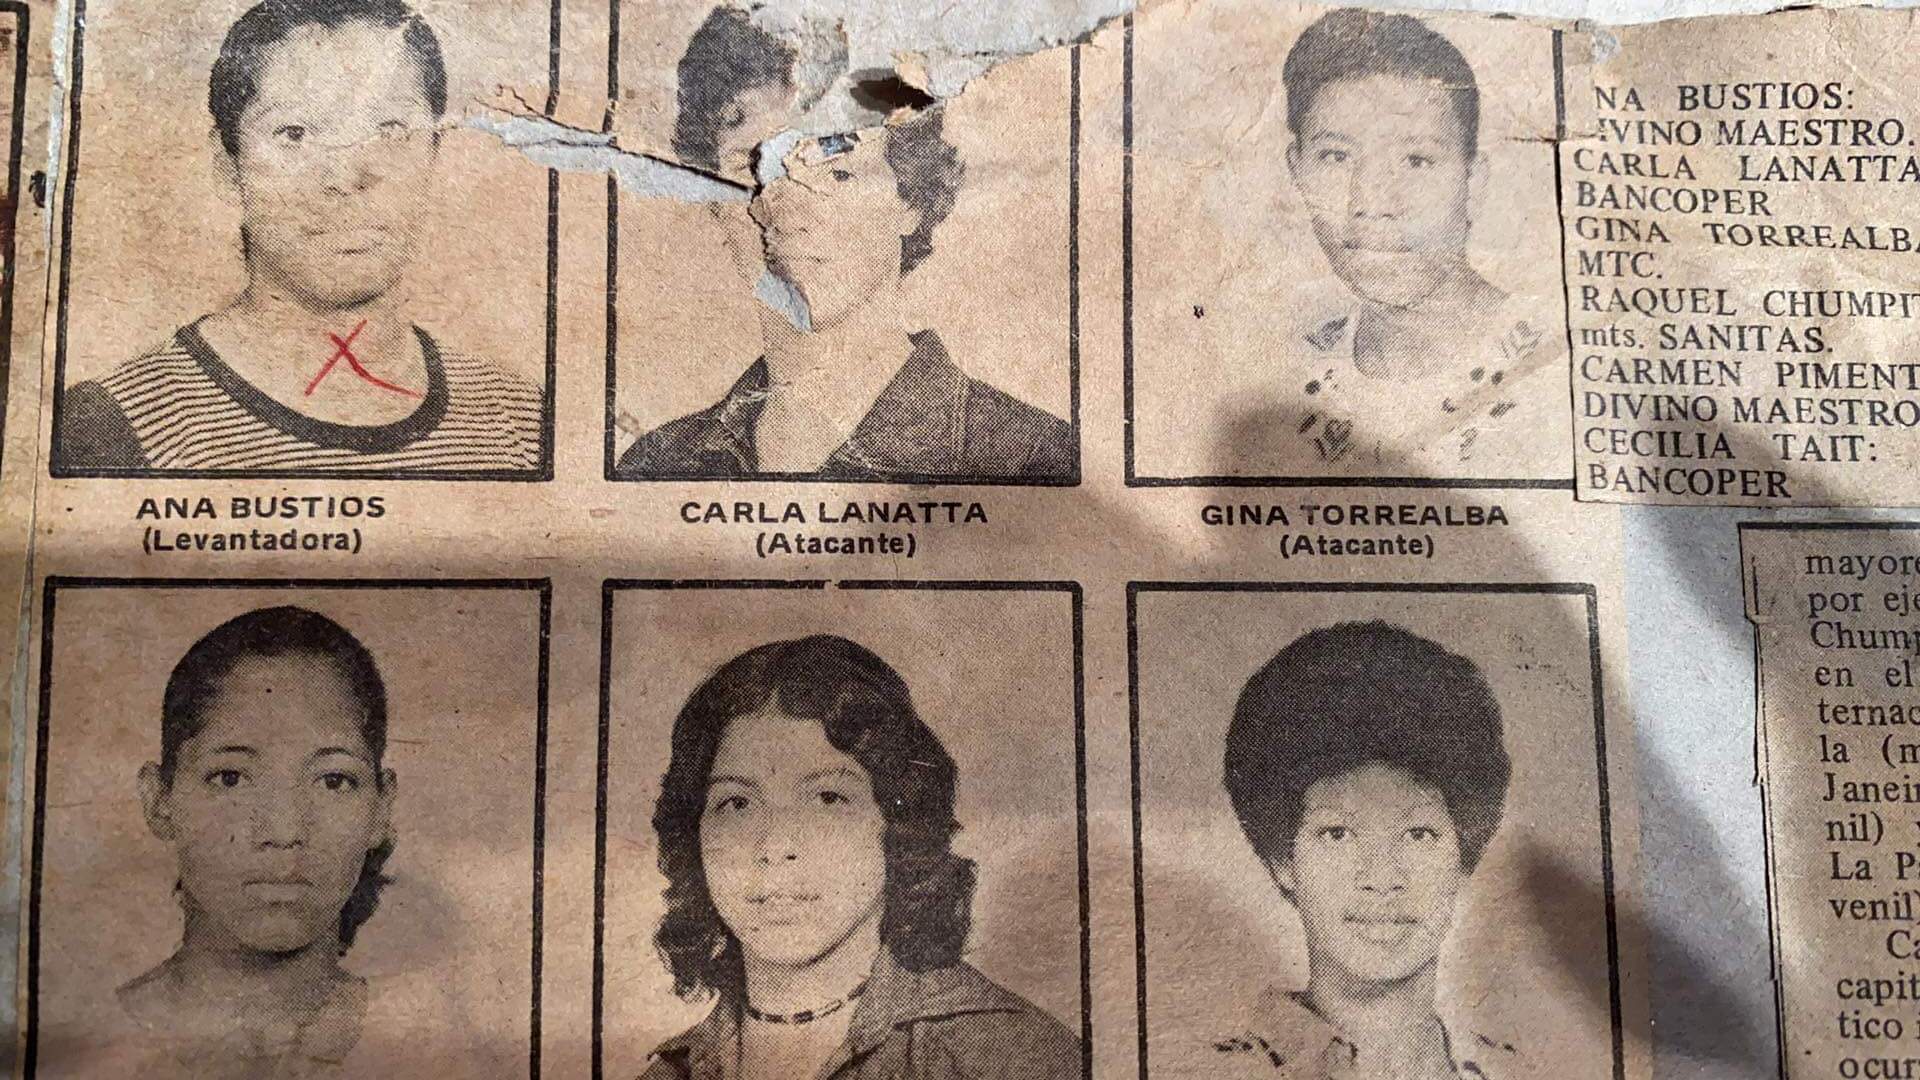 ANA BUSTIOS
(Levantadora)
CARLA LANATTA
(Atacante)
GINA TORREALBA
(Atacante)
NA BUSTIOS:
IVINO MAESTRO.
CARLA LANATTA
BANCOPER
GINA TORREALBA
MTC.
RAQUEL CHUMPIT
mts. SANITAS.
CARMEN PIMENT
DIVINO MAESTRO
CECILIA TAIT:
BANCOPER
mayore
por eje
Chump
en el
ternac
la (m
Janeir
nil) y
La P
venil)
Ca
capit
tico
ocur